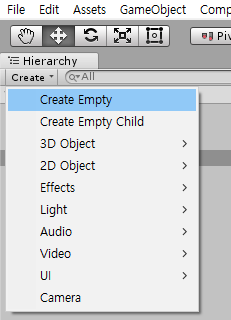 File Edit Assets GameObject Comp
Piv
Hierarchy
Create All
Create Empty
Create Empty Child
3D Object
2D Object
Effects
Light
Audio
Video
UI
Camera